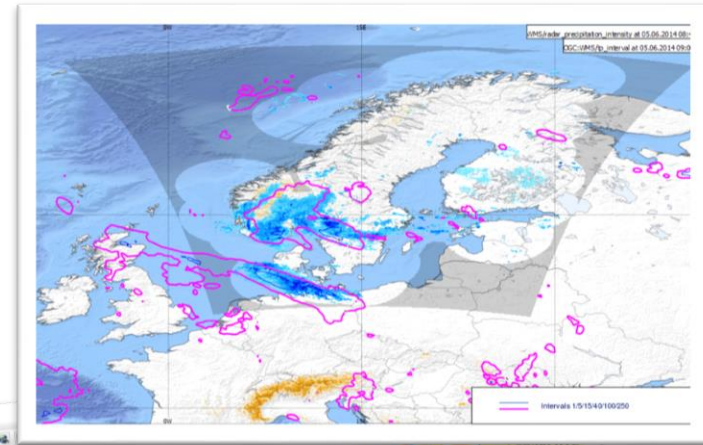 WMS/radar_precipitation_intensity at 05.06.2014 08:
OGC:WMS/tp_interval at 05.06.2014 09:0
Intervals 1/5/15/40/100/250